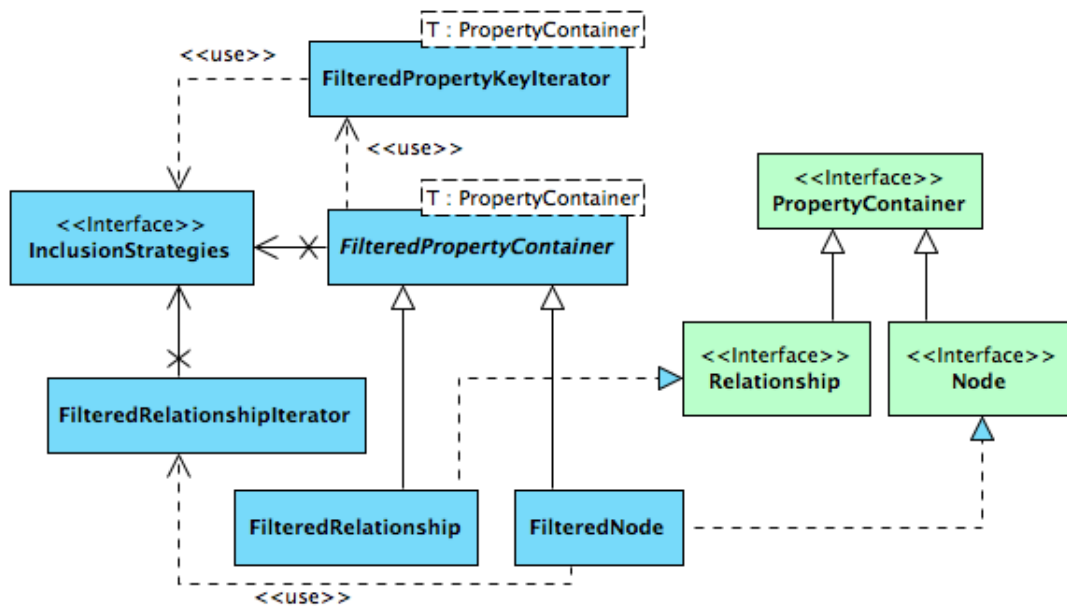 T : PropertyContainer
<<use>>
FilteredPropertyKeyIterator
<<use>>
<<Interface>>
PropertyContainer
T : PropertyContainer
<<Interface>>
InclusionStrategies
FilteredPropertyContainer
<<Interface>>
Relationship
<<Interface>>
Node
FilteredRelationshipIterator
FilteredRelationship
FilteredNode
<<use>>